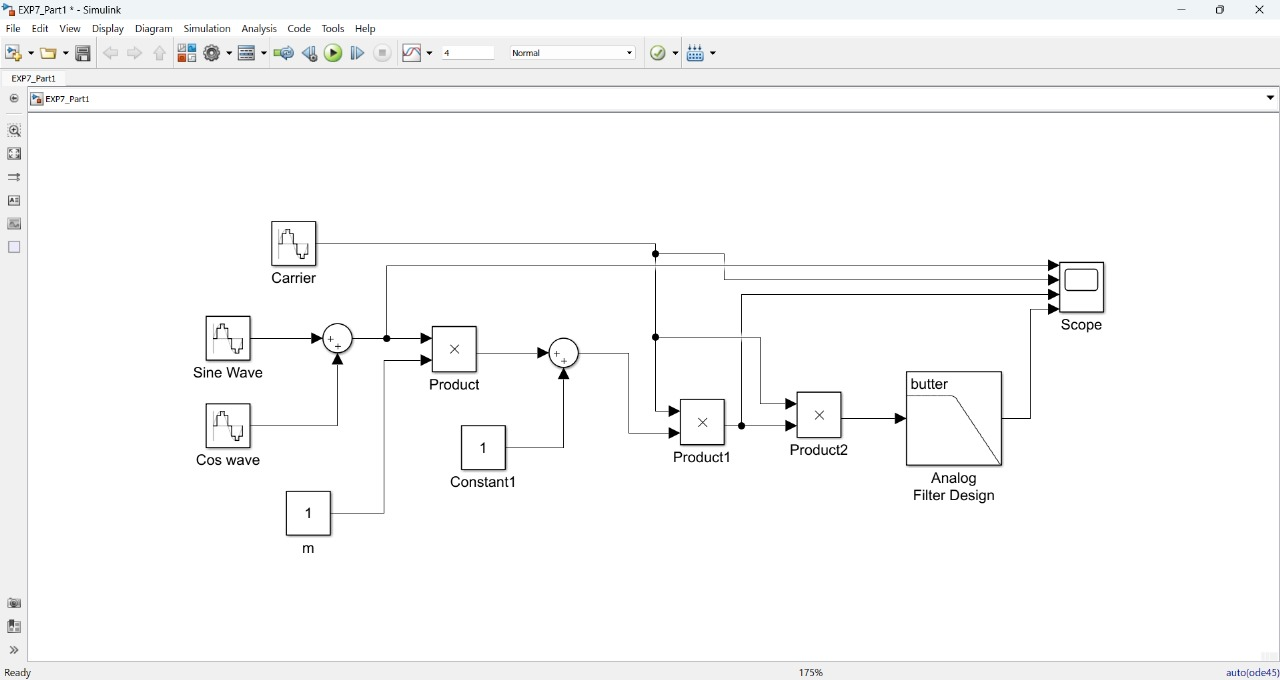 EXP7_Part1 * - Simulink
File Edit View Display Diagram Simulation Analysis Code Tools Help
4 Normal
EXP7_Part1
EXP7_Part1
Carrier
Scope
Sine Wave
Product
butter
Cos wave
1
Constant1
Product1
Product2
Analog
Filter Design
1
m
Ready 175% auto(ode45)